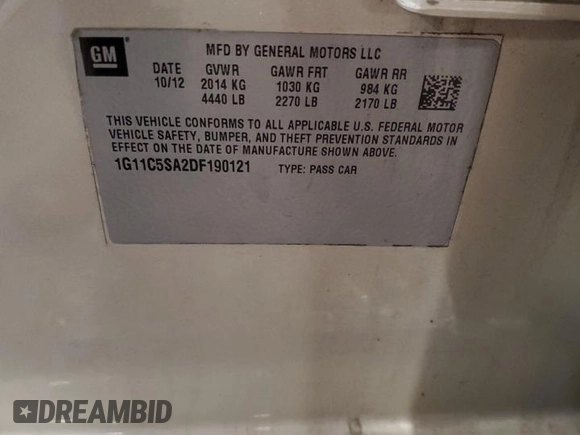 GM
MFD BY GENERAL MOTORS LLC
DATE GVWR GAWR FRT GAWR RR
10/12 2014 KG 1030 KG 984 KG
4440 LB 2270 LB 2170 LB
THIS VEHICLE CONFORMS TO ALL APPLICABLE U.S. FEDERAL MOTOR
VEHICLE SAFETY, BUMPER, AND THEFT PREVENTION STANDARDS IN
EFFECT ON THE DATE OF MANUFACTURE SHOWN ABOVE.
1G11C5SA2DF190121 TYPE: PASS CAR
DREAMBID